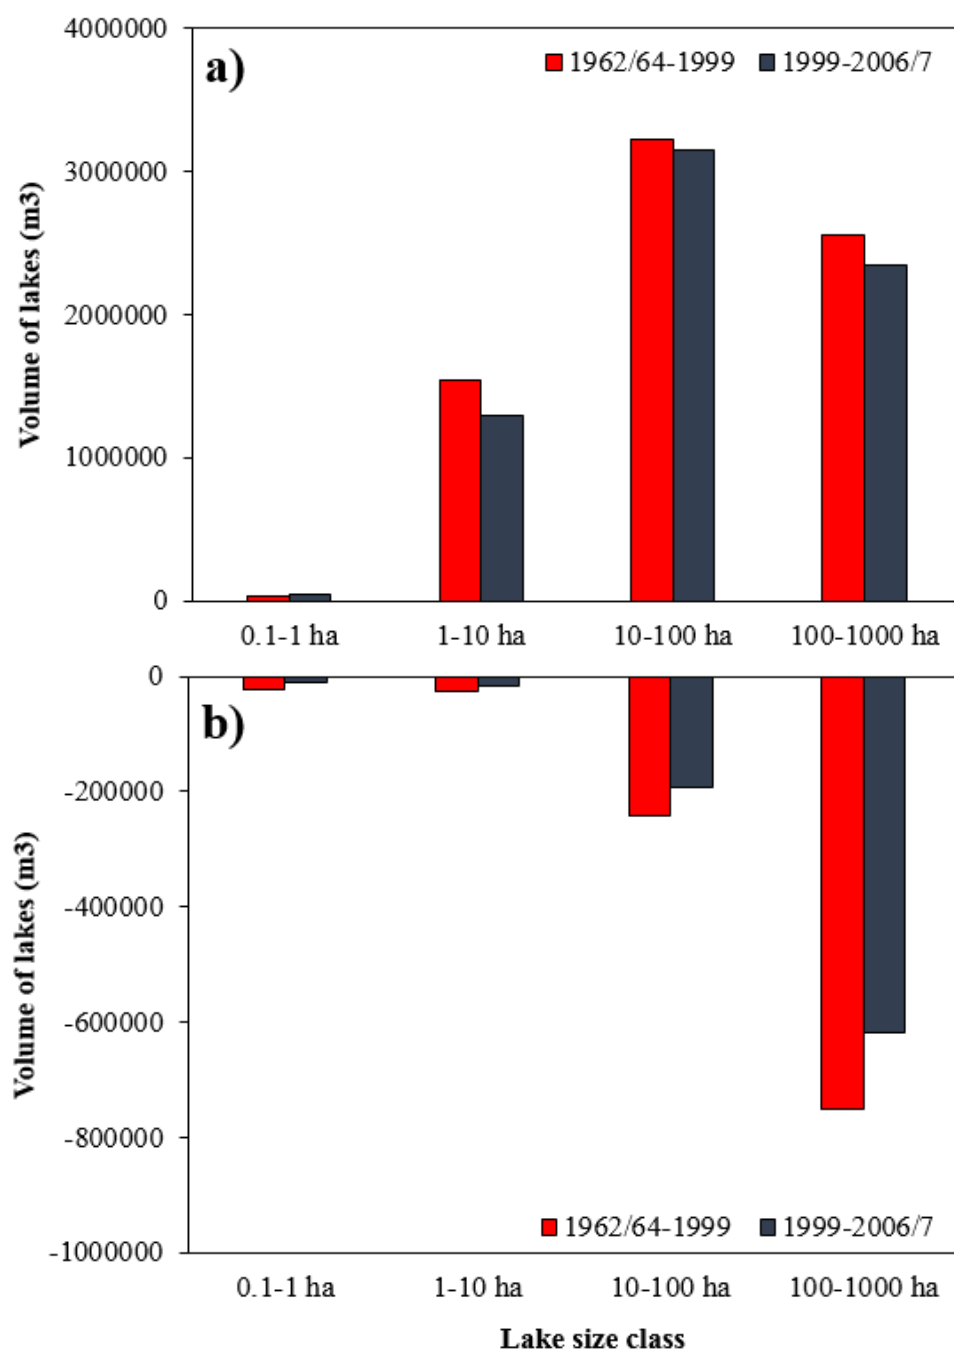 4000000
a)
1962/64-1999
1999-2006/7
3000000
Volume of lakes (m3)
2000000
1000000
0
0.1-1 ha
1-10 ha
10-100 ha
100-1000 ha
0
b)
-200000
Volume of lakes (m3)
-400000
-600000
-800000
1962/64-1999
1999-2006/7
-1000000
0.1-1 ha
1-10 ha
10-100 ha
100-1000 ha
Lake size class